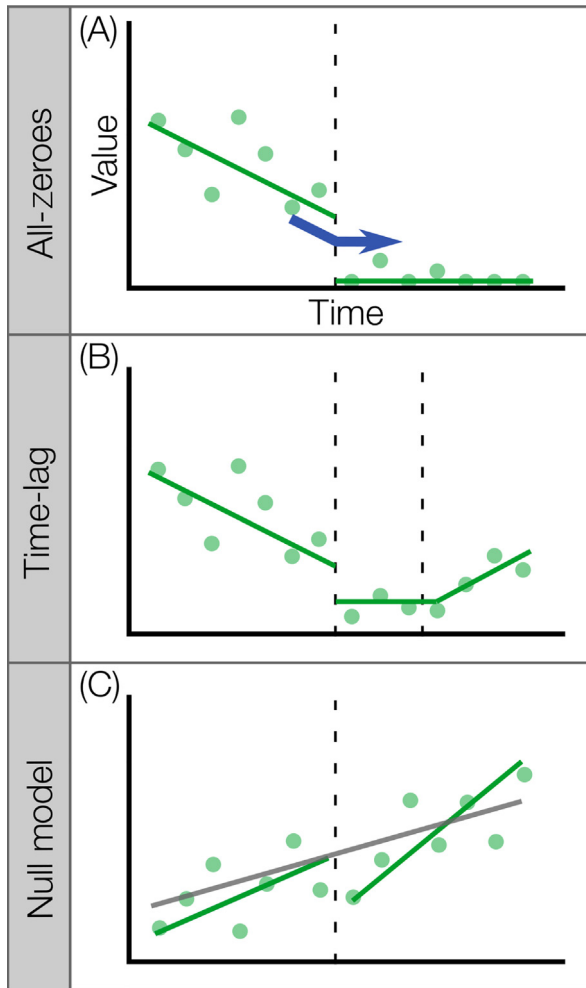 All-zeroes
(A)
Value
Time
Time-lag
(B)
Null model
(C)